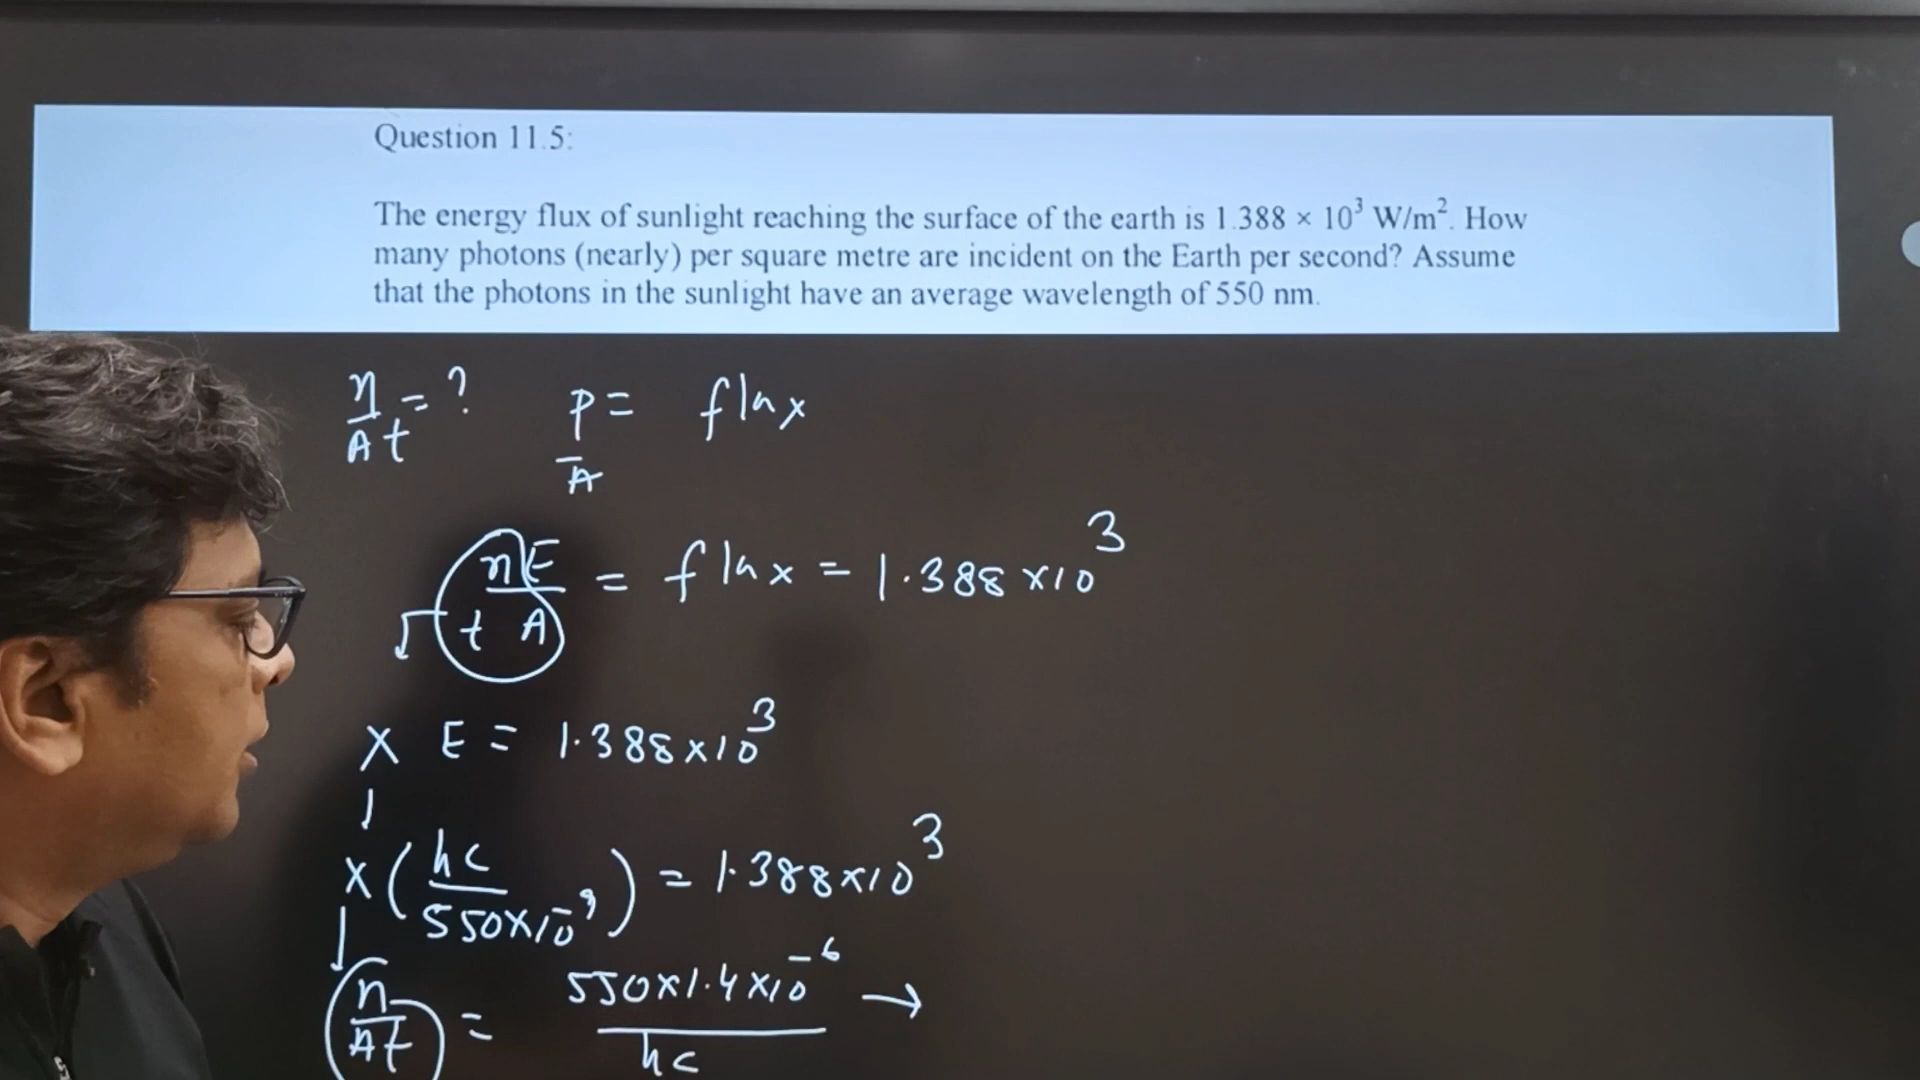 Question 11.5:
The energy flux of sunlight reaching the surface of the earth is 1.388 × 10³ W/m². How
many photons (nearly) per square metre are incident on the Earth per second? Assume
that the photons in the sunlight have an average wavelength of 550 nm.
n/At = ? P/A = flux
nE/tA = flux = 1.388 × 10³
x E = 1.388 × 10³
x (hc/550×10⁻⁹) = 1.388×10³
n/At = 550×1.4×10⁻⁶/hc →